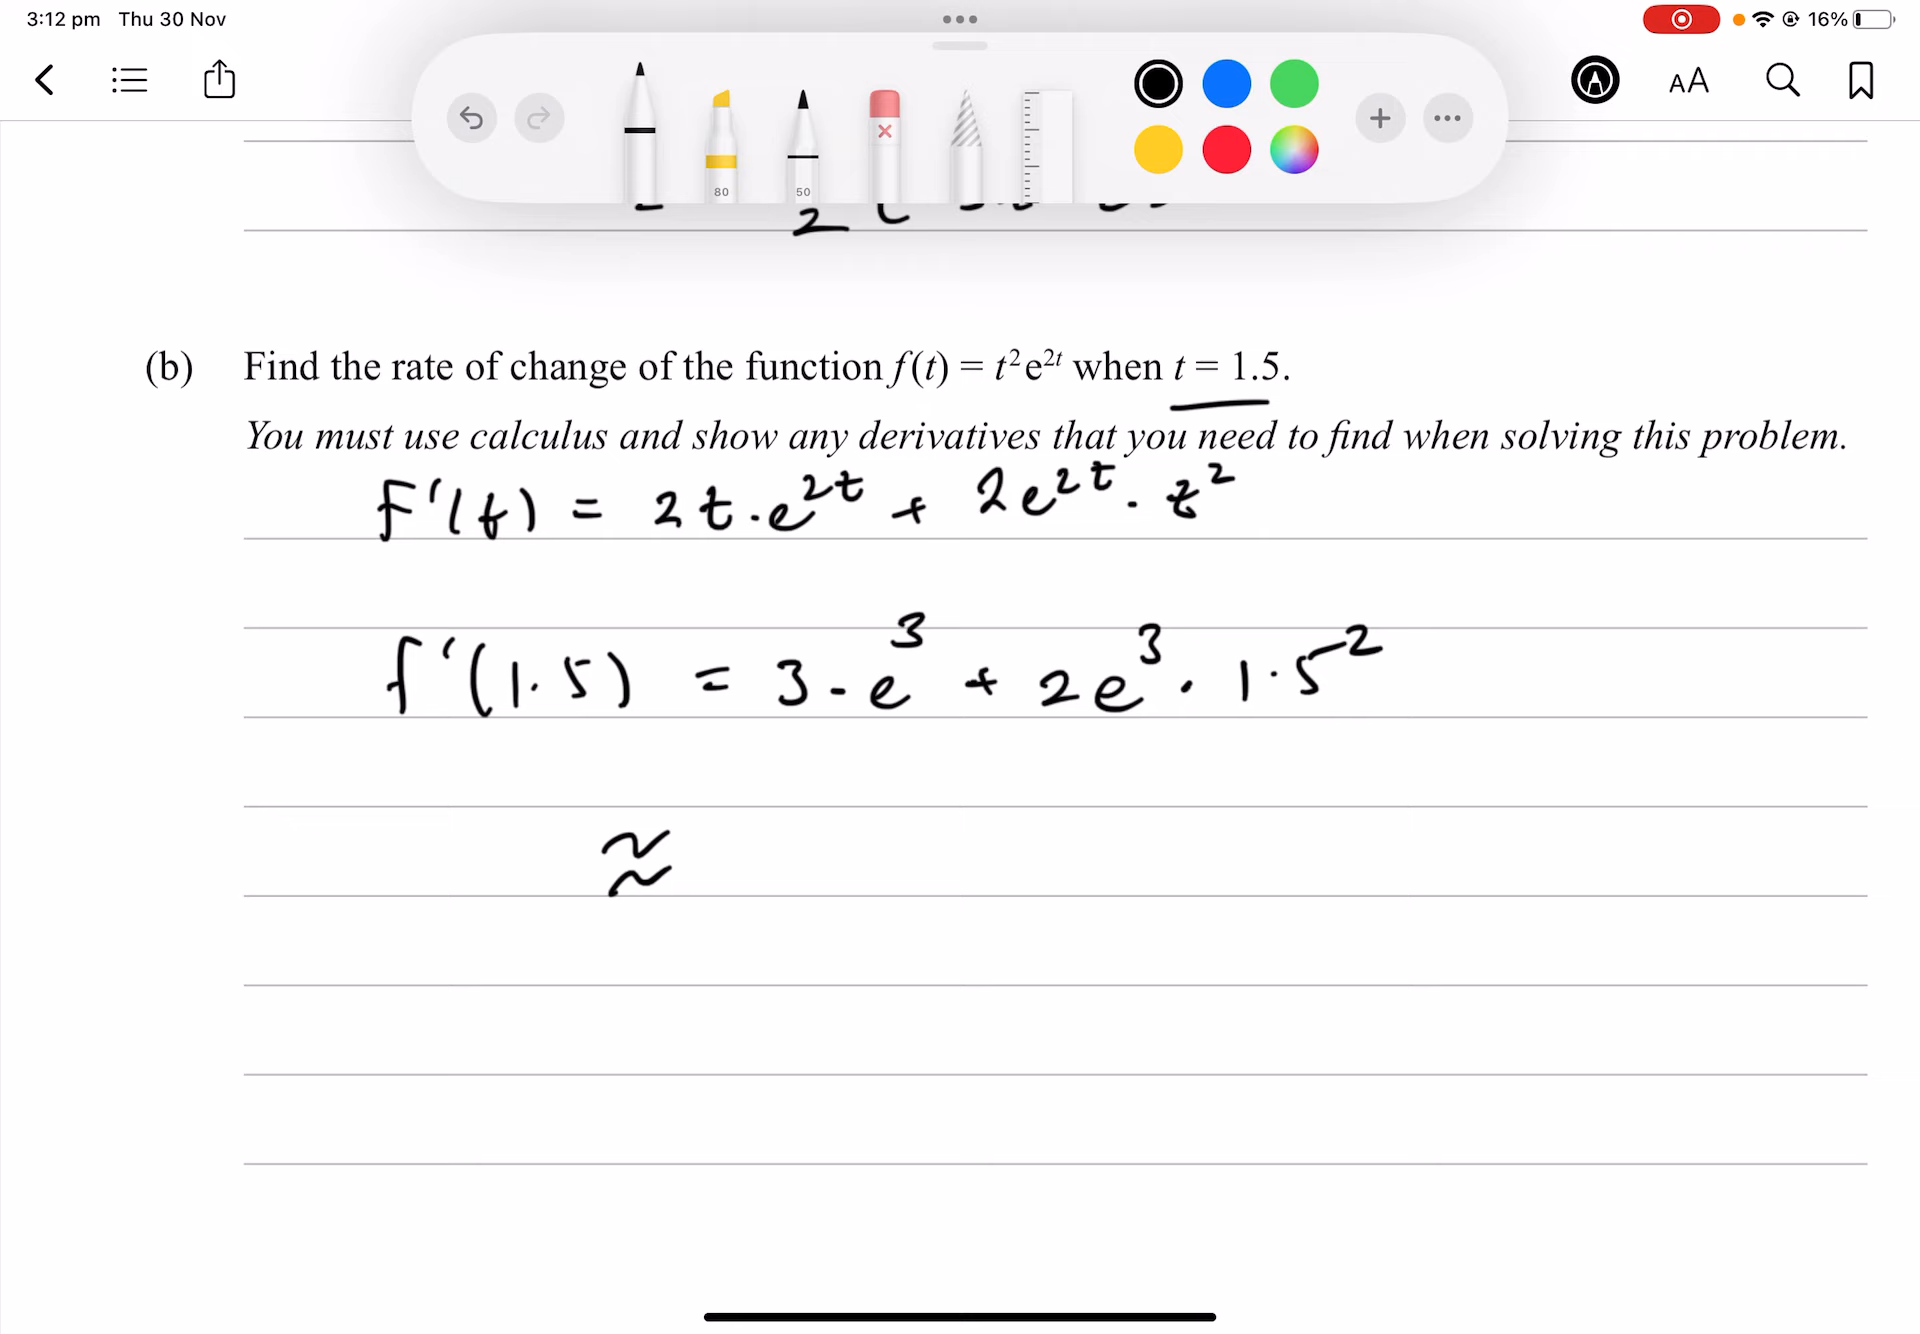 3:12 pm Thu 30 Nov
16%
AA
80
50
2
(b) Find the rate of change of the function f(t) = t²e²ᵗ when t = 1.5.
You must use calculus and show any derivatives that you need to find when solving this problem.
F'(t) = 2t·e²ᵗ + 2e²ᵗ·t²
f'(1.5) = 3·e³ + 2e³·1.5²
≈